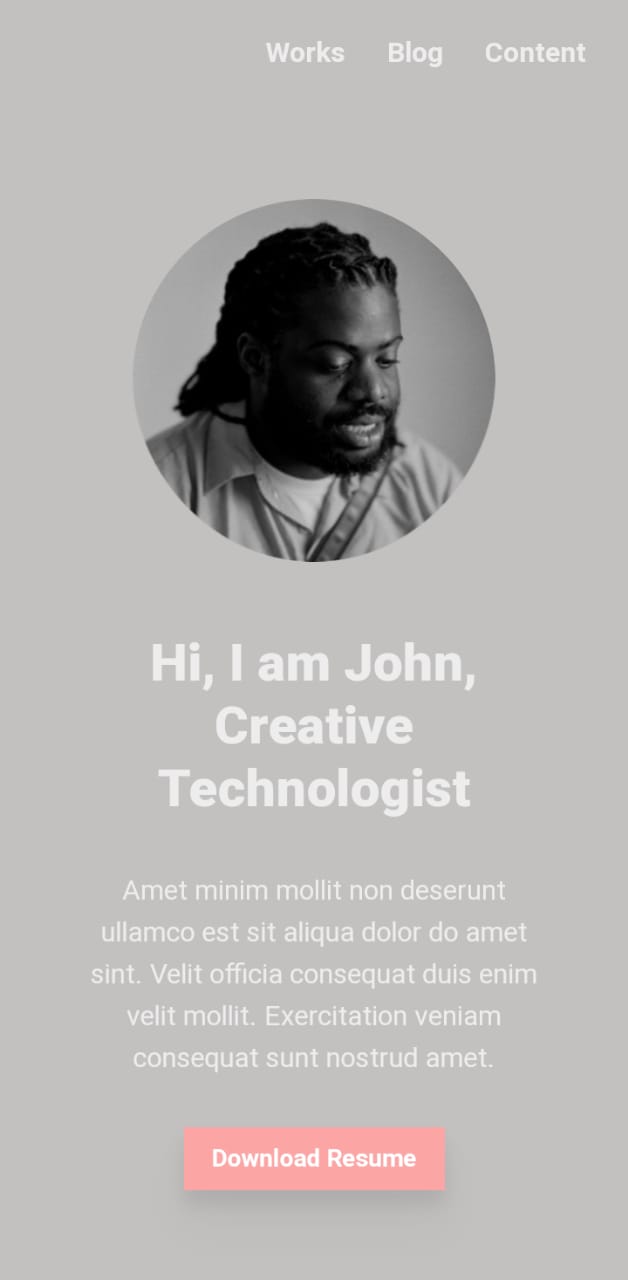 Works Blog Content
Hi, I am John,
Creative
Technologist
Amet minim mollit non deserunt
ullamco est sit aliqua dolor do amet
sint. Velit officia consequat duis enim
velit mollit. Exercitation veniam
consequat sunt nostrud amet.
Download Resume